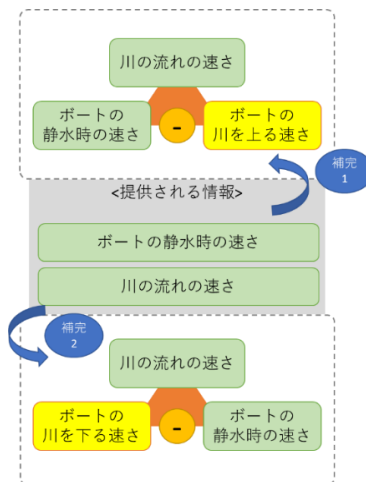 川の流れの速さ
ボートの
静水時の速さ
-
ボートの
川を上る速さ
補完
1
<提供される情報>
ボートの静水時の速さ
川の流れの速さ
補完
2
川の流れの速さ
ボートの
川を下る速さ
-
ボートの
静水時の速さ